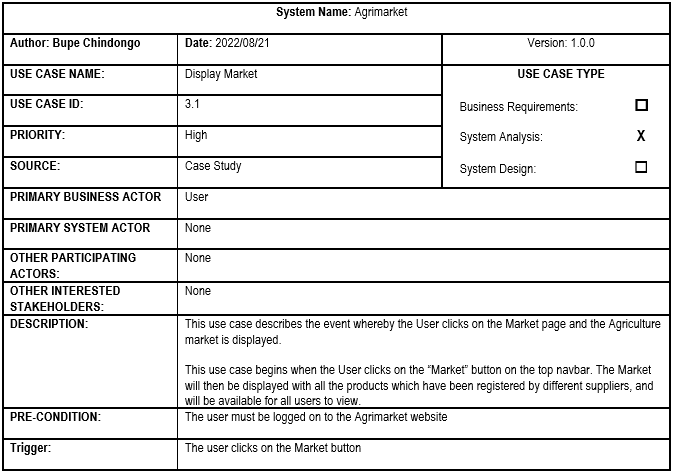 System Name: Agrimarket
Author: Bupe Chindongo Date: 2022/08/21 Version: 1.0.0
USE CASE NAME: Display Market USE CASE TYPE
USE CASE ID: 3.1 Business Requirements: ☐
PRIORITY: High System Analysis: X
SOURCE: Case Study System Design: ☐
PRIMARY BUSINESS ACTOR User
PRIMARY SYSTEM ACTOR None
OTHER PARTICIPATING None
ACTORS:
OTHER INTERESTED None
STAKEHOLDERS:
DESCRIPTION: This use case describes the event whereby the User clicks on the Market page and the Agriculture
market is displayed.
This use case begins when the User clicks on the “Market” button on the top navbar. The Market
will then be displayed with all the products which have been registered by different suppliers, and
will be available for all users to view.
PRE-CONDITION: The user must be logged on to the Agrimarket website
Trigger: The user clicks on the Market button